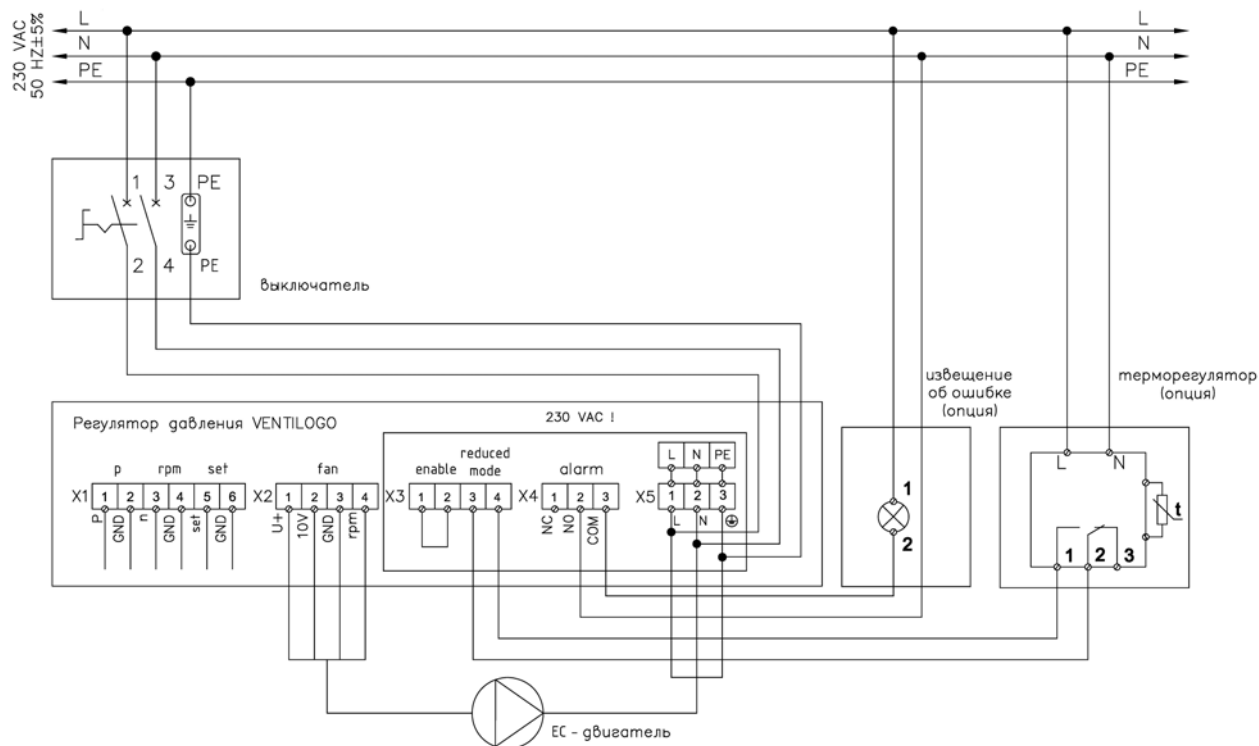 230 VAC
50 HZ±5%
L
N
PE
L
N
PE
1 3 PE
2 4 PE
выключатель
извещение
об ошибке
(опция)
терморегулятор
(опция)
Регулятор давления VENTILOGO
230 VAC !
p rpm set
fan
enable
reduced
mode
alarm
L N PE
X1 1 2 3 4 5 6
X2 1 2 3 4
X3 1 2 3 4
X4 1 2 3
X5 1 2 3
P GND n GND set GND
U+ 10V GND rpm
NC NO COM
L N
1
2
L N
t
1 2 3
EC - двигатель